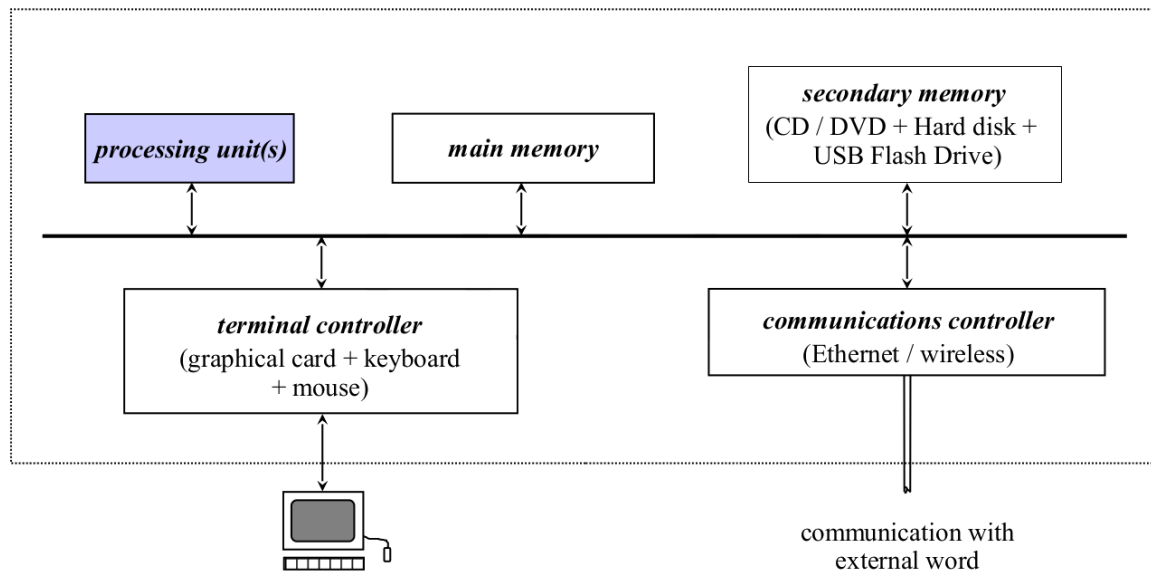 processing unit(s)
main memory
secondary memory
(CD / DVD + Hard disk +
USB Flash Drive)
terminal controller
(graphical card + keyboard
+ mouse)
communications controller
(Ethernet / wireless)
communication with
external word